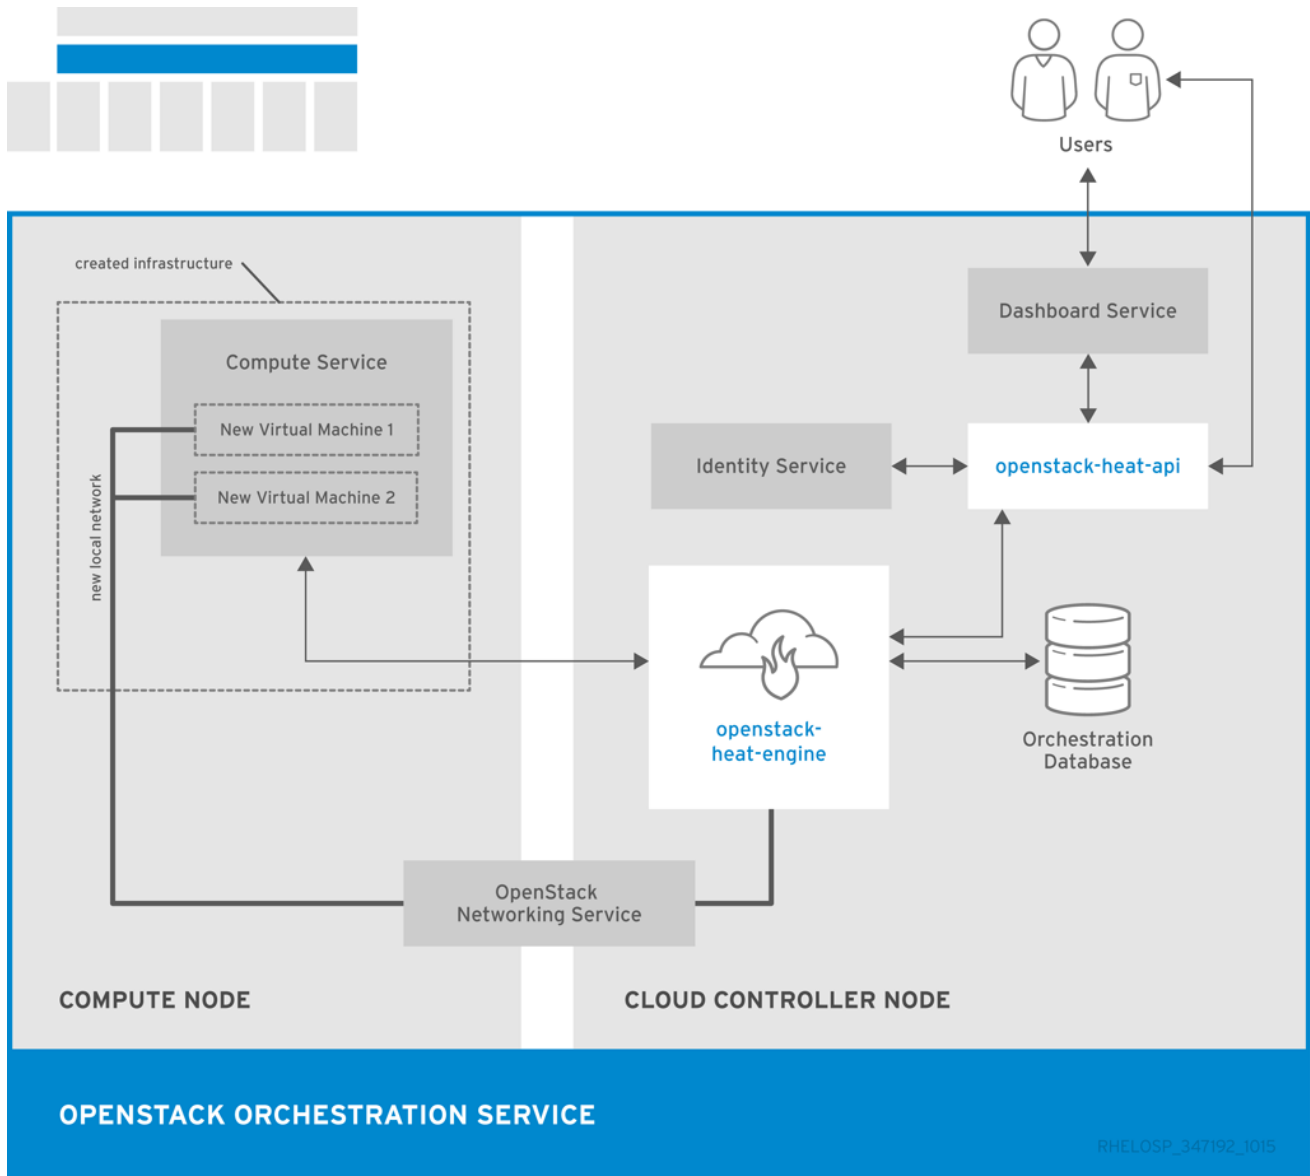 Users
created infrastructure
Dashboard Service
Compute Service
New Virtual Machine 1
New Virtual Machine 2
new local network
Identity Service
openstack-heat-api
openstack-
heat-engine
Orchestration
Database
OpenStack
Networking Service
COMPUTE NODE
CLOUD CONTROLLER NODE
OPENSTACK ORCHESTRATION SERVICE
RHELOSP_347192_1015